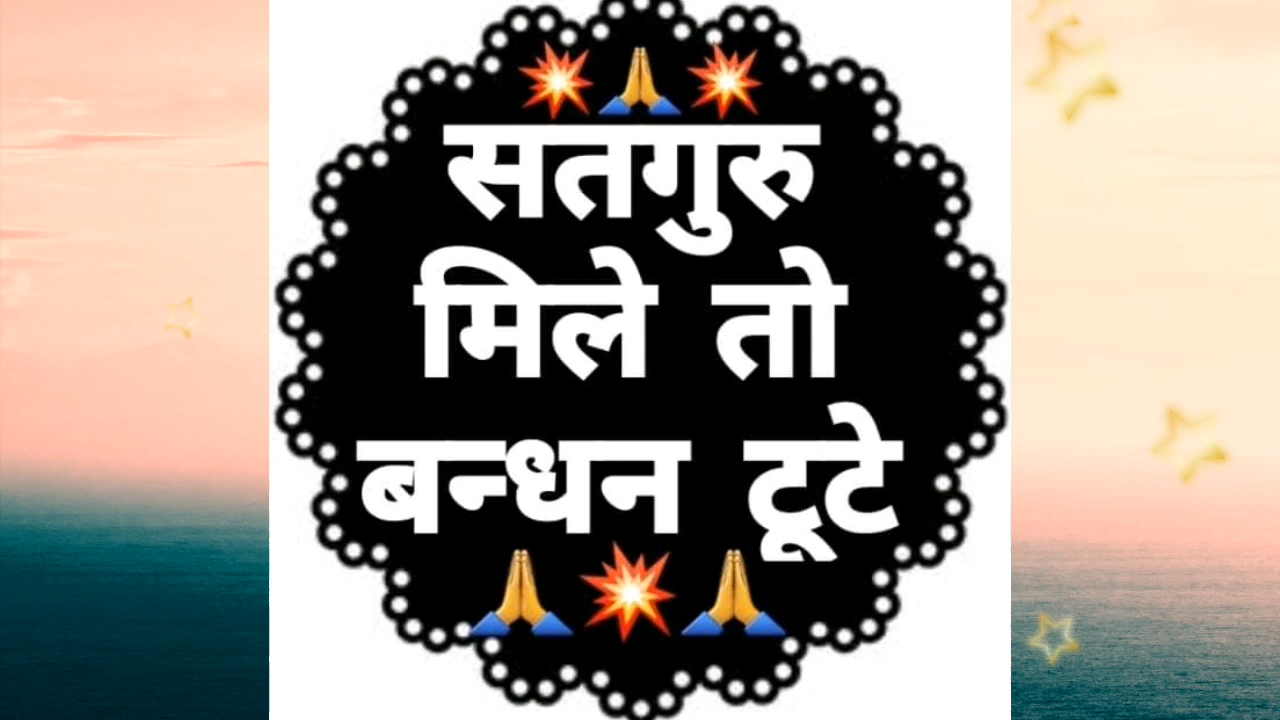 💥🙏💥
सतगुरु
मिले तो
बन्धन टूटे
🙏💥🙏